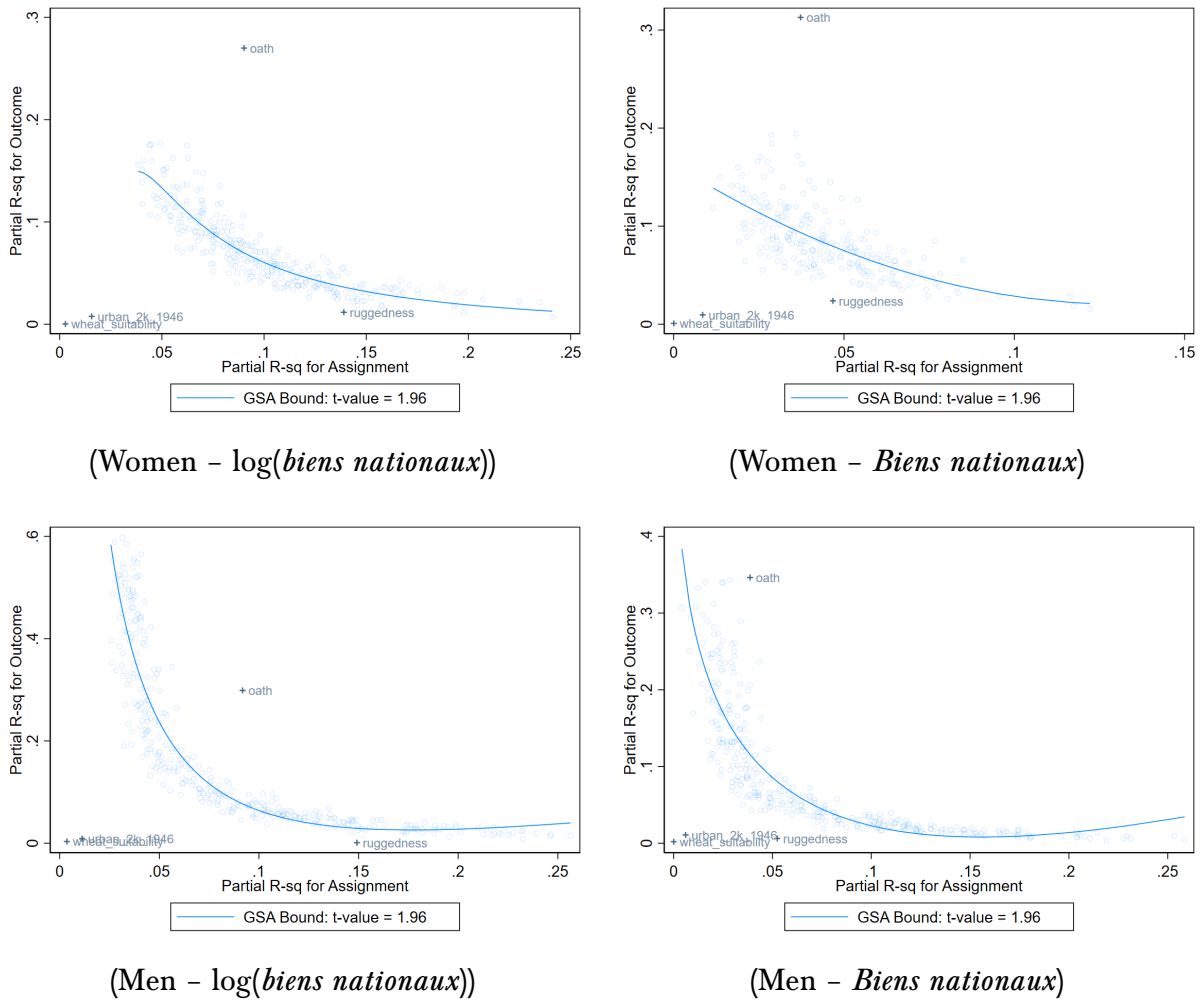 .3
.2
.1
0
Partial R-sq for Outcome
oath
urban_2k_1946
wheat_suitability
ruggedness
0 .05 .1 .15 .2 .25
Partial R-sq for Assignment
GSA Bound: t-value = 1.96
(Women – log(biens nationaux))
.3
.2
.1
0
Partial R-sq for Outcome
oath
ruggedness
urban_2k_1946
wheat_suitability
0 .05 .1 .15
Partial R-sq for Assignment
GSA Bound: t-value = 1.96
(Women – Biens nationaux)
.6
.4
.2
0
Partial R-sq for Outcome
oath
urban_2k_1946
wheat_suitability
ruggedness
0 .05 .1 .15 .2 .25
Partial R-sq for Assignment
GSA Bound: t-value = 1.96
(Men – log(biens nationaux))
.4
.3
.2
.1
0
Partial R-sq for Outcome
oath
urban_2k_1946
wheat_suitability
ruggedness
0 .05 .1 .15 .2 .25
Partial R-sq for Assignment
GSA Bound: t-value = 1.96
(Men – Biens nationaux)